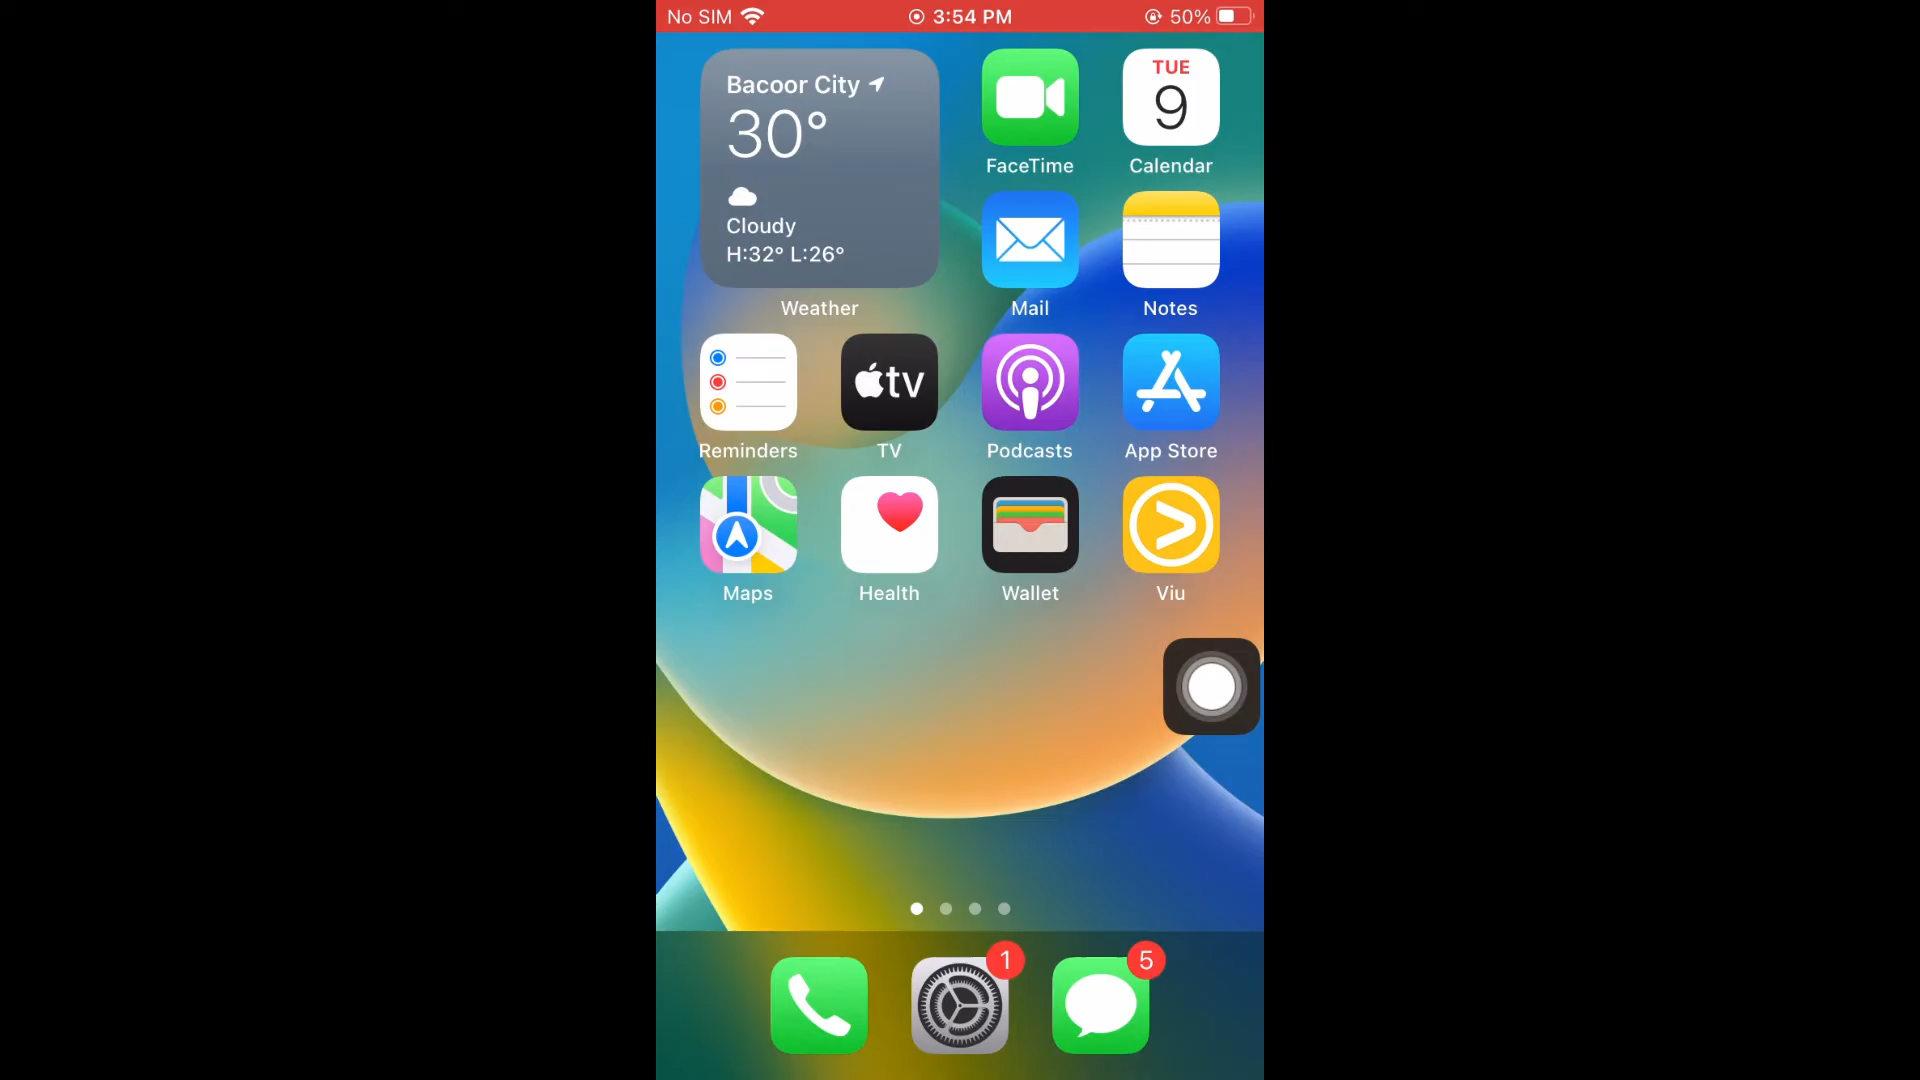 No SIM
3:54 PM
50%
Bacoor City
30°
Cloudy
H:32° L:26°
Weather
FaceTime
TUE
9
Calendar
Mail
Notes
Reminders
tv
TV
Podcasts
App Store
Maps
Health
Wallet
Viu
1
5